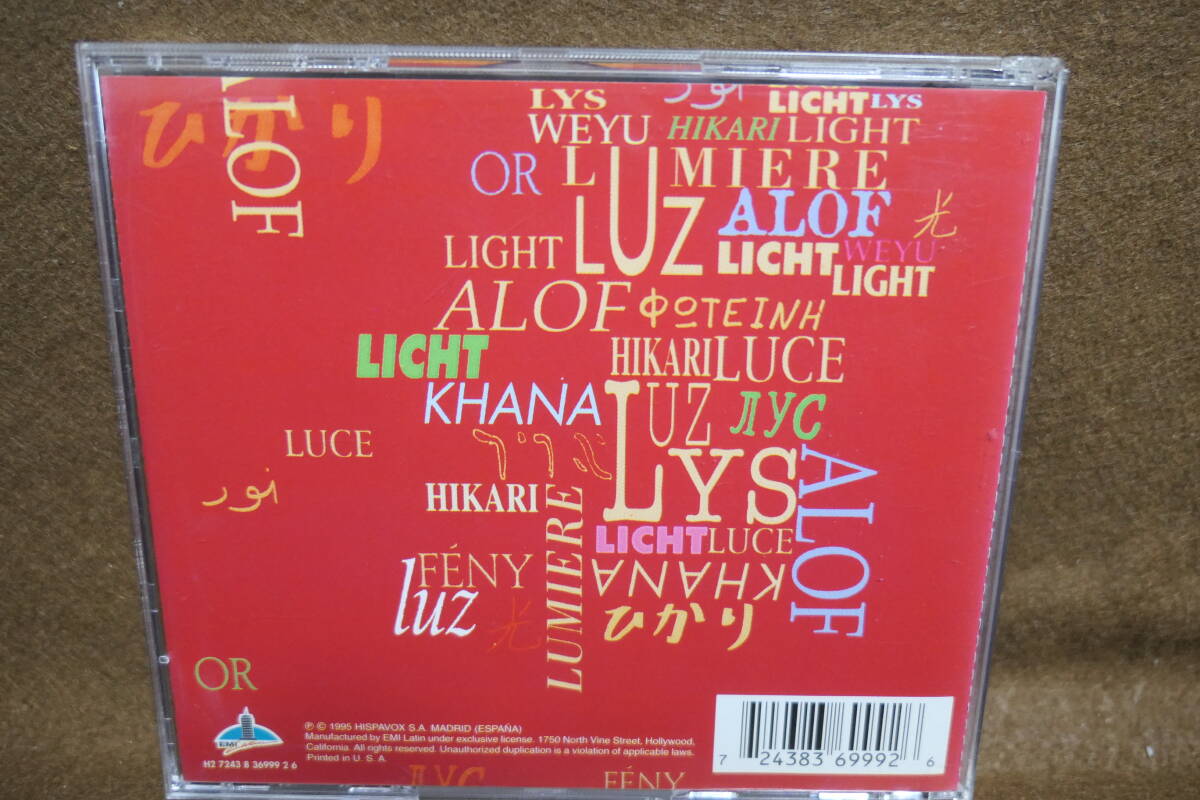 ALOF
ひかり
LYS نور LICHT LYS
WEYU HIKARI LIGHT
OR LUMIERE
LUZ ALOF 光
LIGHT LICHT WEYU
LIGHT
ALOF ΦΩΤΕΙΝΗ
LICHT HIKARI LUCE
KHANA LUZ ЛУС
LUCE LYS ALOF
نور HIKARI LUMIERE
LICHT LUCE
FÉNY KHANA
luz 光 ひかり
OR
EMI
℗ © 1995 HISPAVOX S.A. MADRID (ESPAÑA)
Manufactured by EMI Latin under exclusive license. 1750 North Vine Street, Hollywood,
California. All rights reserved. Unauthorized duplication is a violation of applicable laws.
Printed in U. S. A.
H2 7243 8 36999 2 6
7 24383 69992 6
ЛУС FÉNY